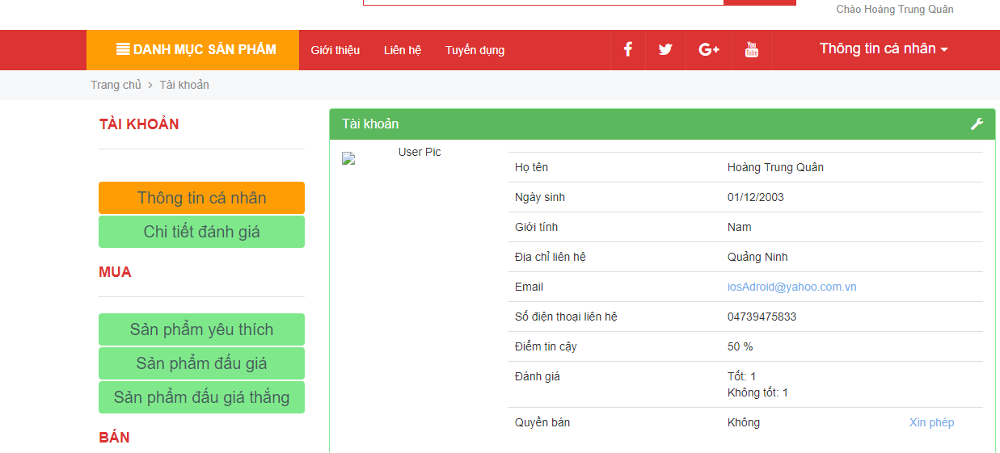 Chào Hoàng Trung Quân
DANH MỤC SẢN PHẨM Giới thiệu Liên hệ Tuyển dụng f G+ You Tube Thông tin cá nhân
Trang chủ > Tài khoản
TÀI KHOẢN
Thông tin cá nhân
Chi tiết đánh giá
MUA
Sản phẩm yêu thích
Sản phẩm đấu giá
Sản phẩm đấu giá thắng
BÁN
Tài khoản
User Pic
Họ tên Hoàng Trung Quân
Ngày sinh 01/12/2003
Giới tính Nam
Địa chỉ liên hệ Quảng Ninh
Email iosAdroid@yahoo.com.vn
Số điện thoại liên hệ 04739475833
Điểm tin cậy 50 %
Đánh giá Tốt: 1
Không tốt: 1
Quyền bán Không Xin phép